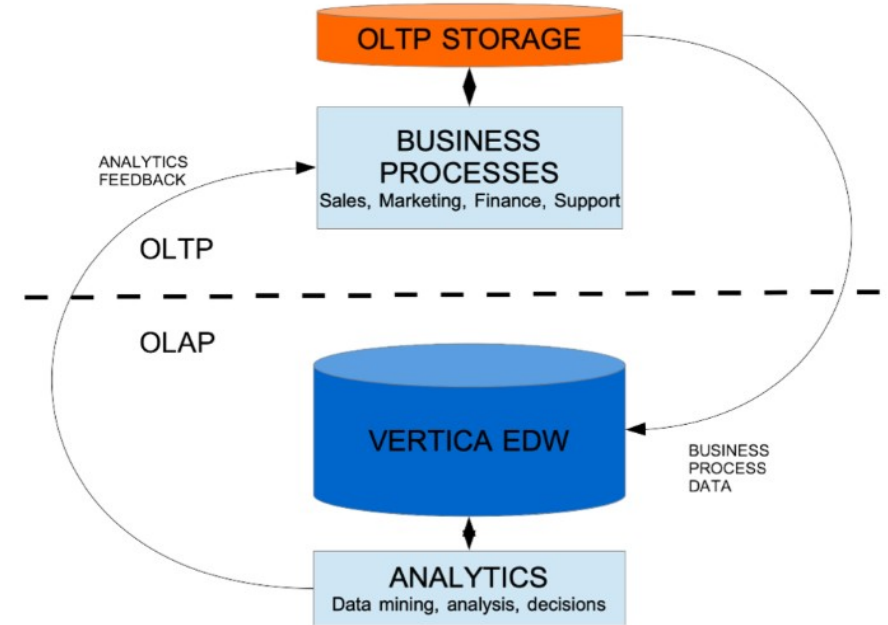 OLTP STORAGE
BUSINESS
PROCESSES
Sales, Marketing, Finance, Support
ANALYTICS
FEEDBACK
OLTP
OLAP
VERTICA EDW
BUSINESS
PROCESS
DATA
ANALYTICS
Data mining, analysis, decisions